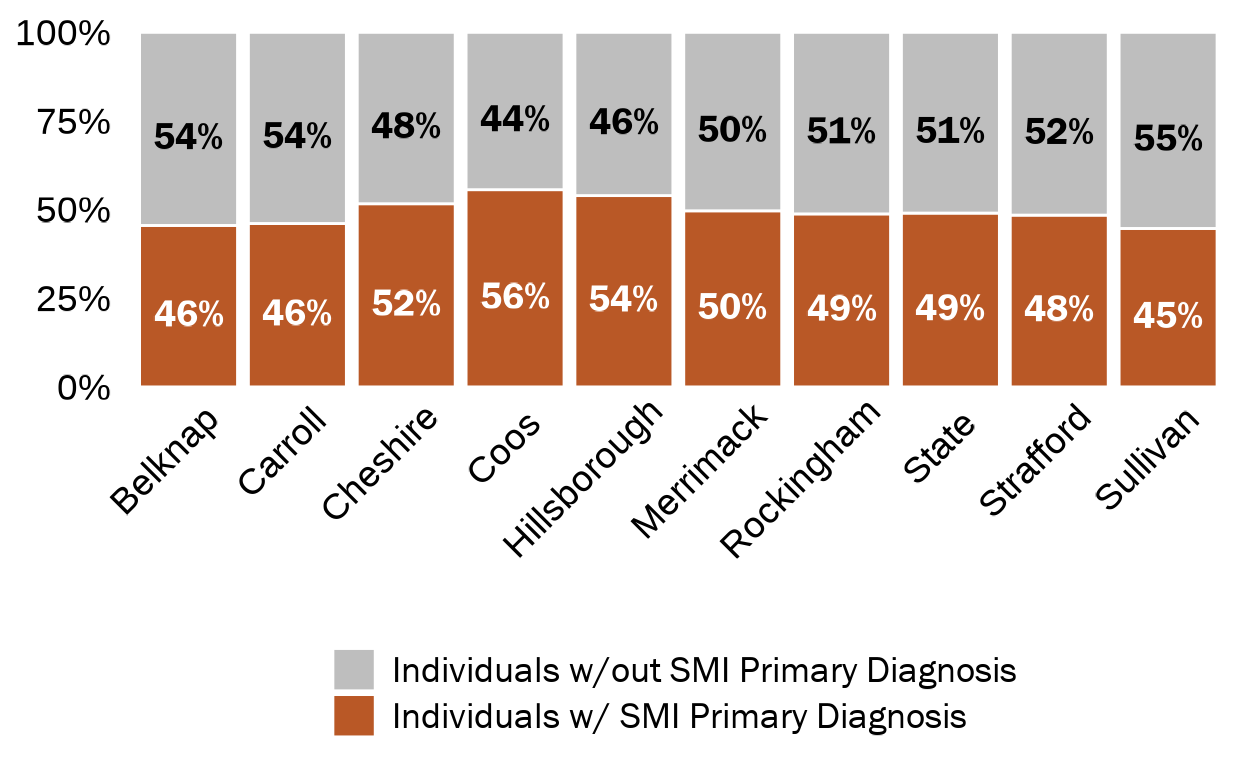 100%
75%
50%
25%
0%
54% 54% 48% 44% 46% 50% 51% 51% 52% 55%
46% 46% 52% 56% 54% 50% 49% 49% 48% 45%
Belknap
Carroll
Cheshire
Coos
Hillsborough
Merrimack
Rockingham
State
Strafford
Sullivan
Individuals w/out SMI Primary Diagnosis
Individuals w/ SMI Primary Diagnosis